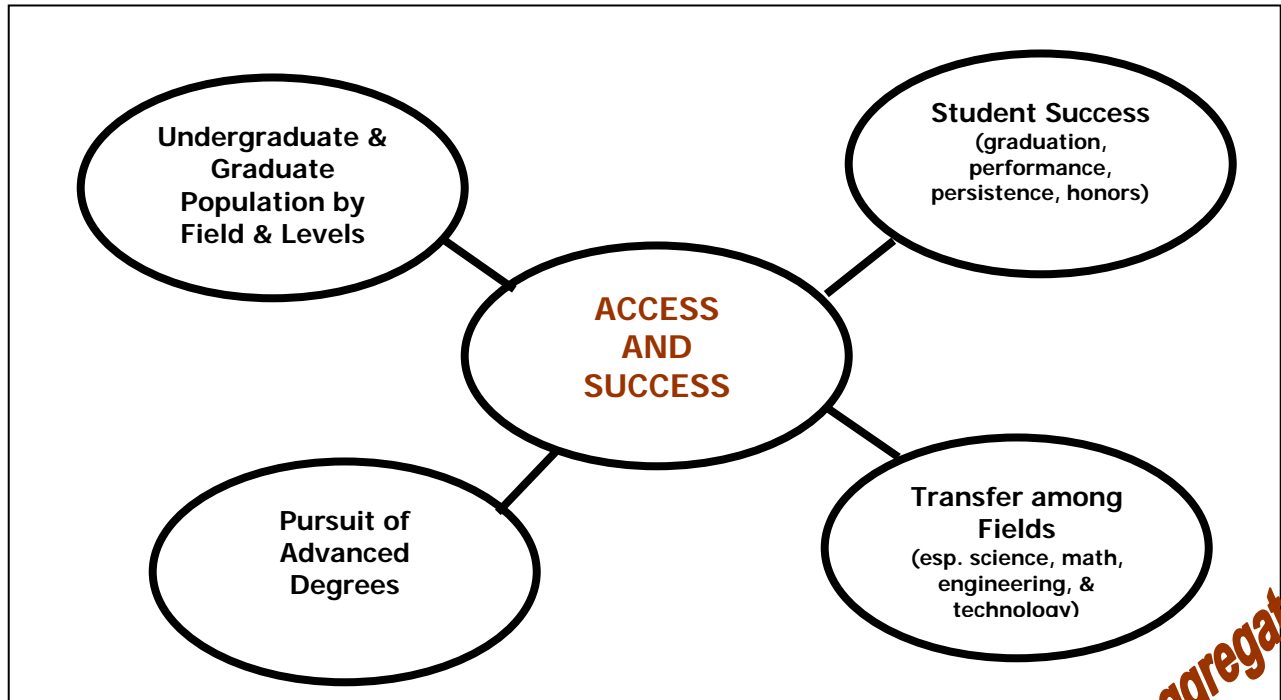 Undergraduate &
Graduate
Population by
Field & Levels
Student Success
(graduation,
performance,
persistence, honors)
ACCESS
AND
SUCCESS
Pursuit of
Advanced
Degrees
Transfer among
Fields
(esp. science, math,
engineering, &
technology)